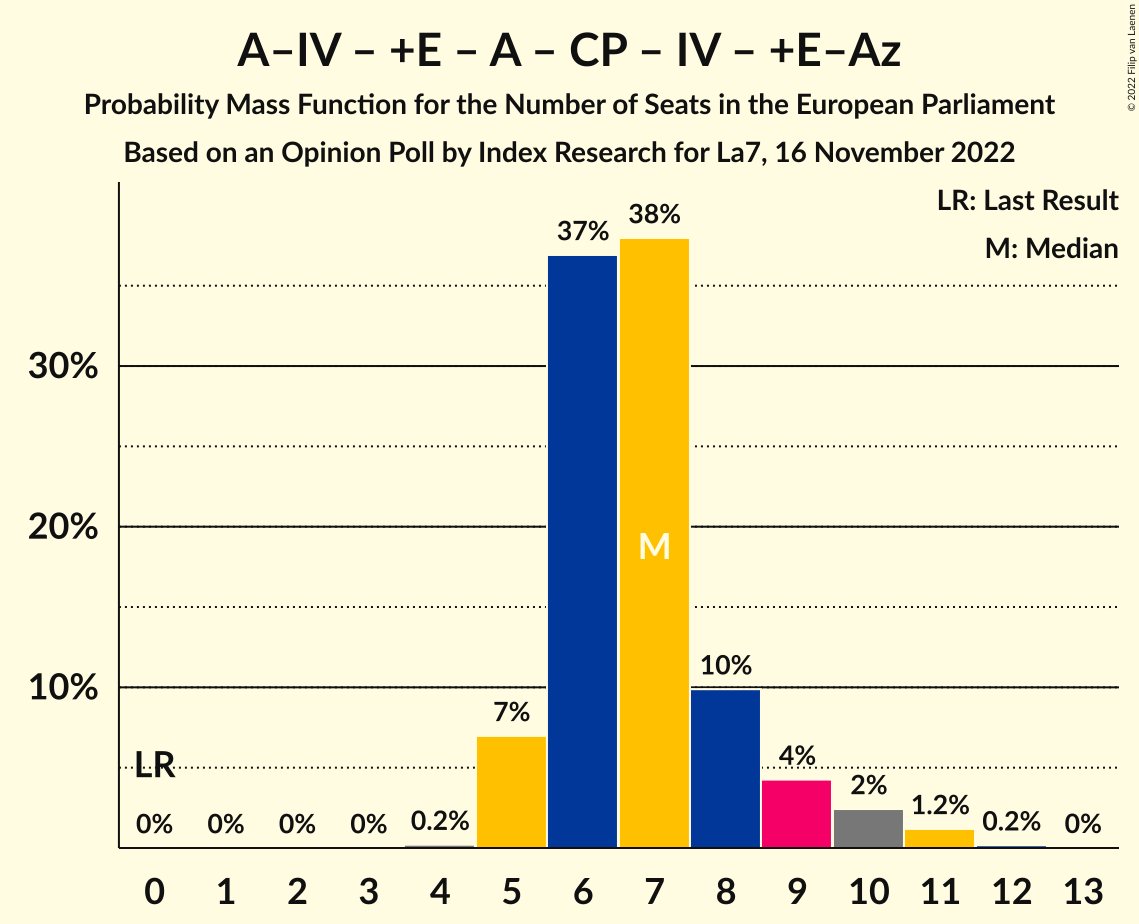 A–IV – +E – A – CP – IV – +E–Az
Probability Mass Function for the Number of Seats in the European Parliament
Based on an Opinion Poll by Index Research for La7, 16 November 2022
© 2022 Filip van Laenen
LR: Last Result
M: Median
38%
37%
30%
20%
M
10%
10%
7%
LR
4%
2%
1.2%
0% 0% 0% 0% 0.2% 0.2% 0%
0 1 2 3 4 5 6 7 8 9 10 11 12 13